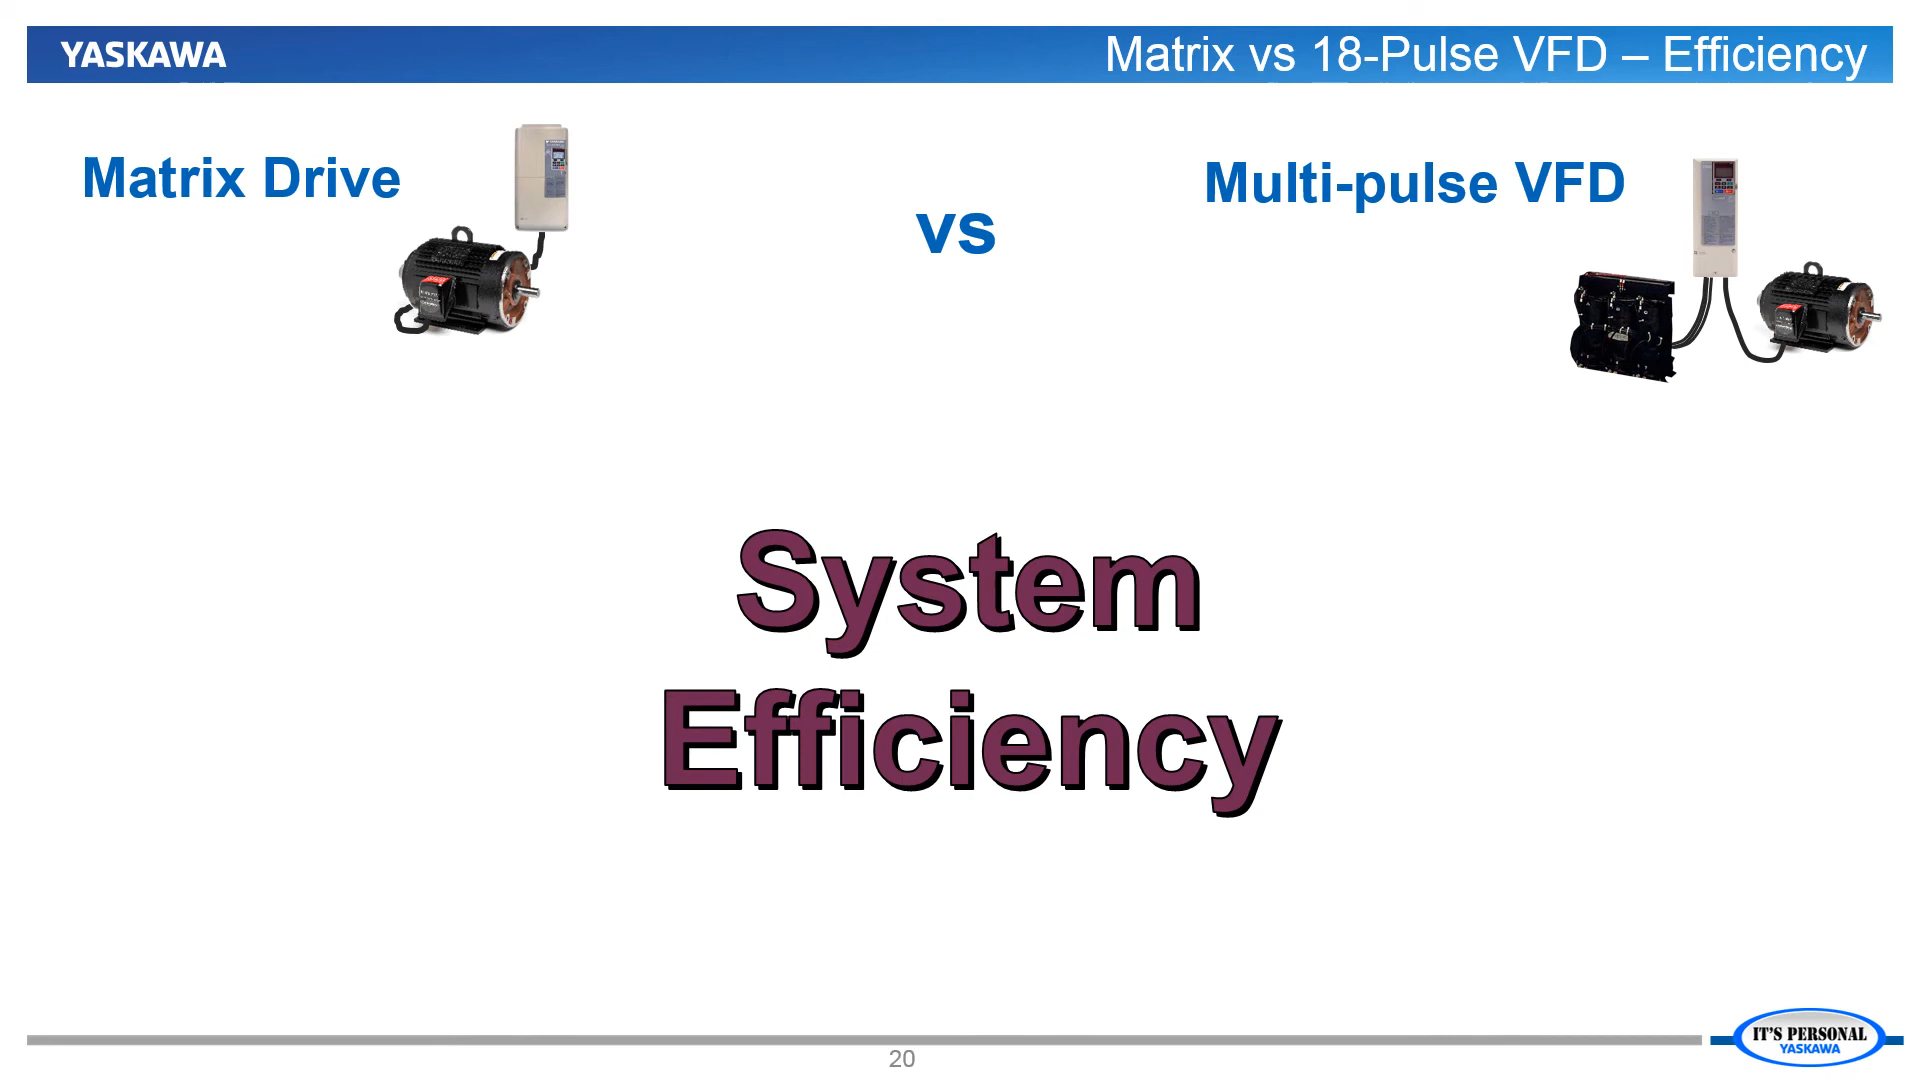 YASKAWA
Matrix vs 18-Pulse VFD – Efficiency
Matrix Drive
vs
Multi-pulse VFD
System
Efficiency
IT'S PERSONAL
YASKAWA
20